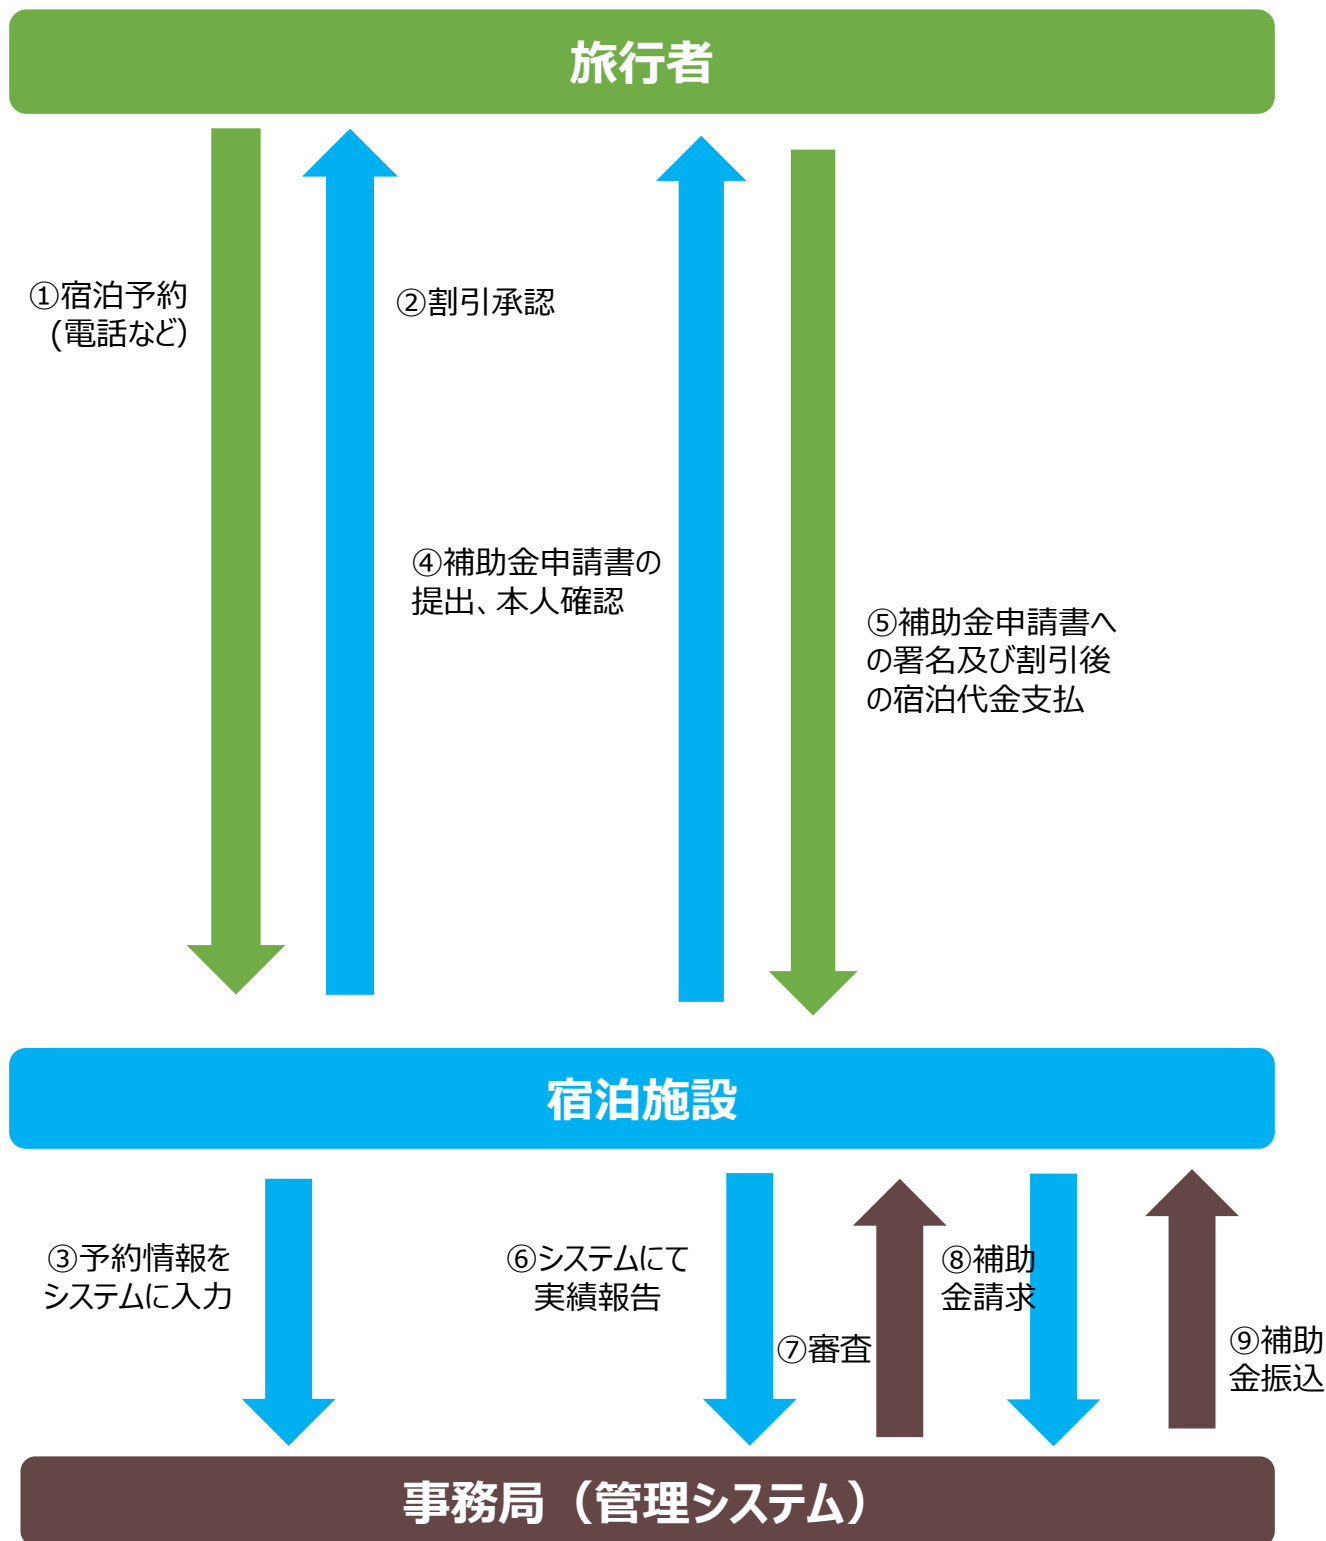 旅行者
①宿泊予約
(電話など)
②割引承認
④補助金申請書の
提出、本人確認
⑤補助金申請書へ
の署名及び割引後
の宿泊代金支払
宿泊施設
③予約情報を
システムに入力
⑥システムにて
実績報告
⑦審査
⑧補助
金請求
⑨補助
金振込
事務局（管理システム）